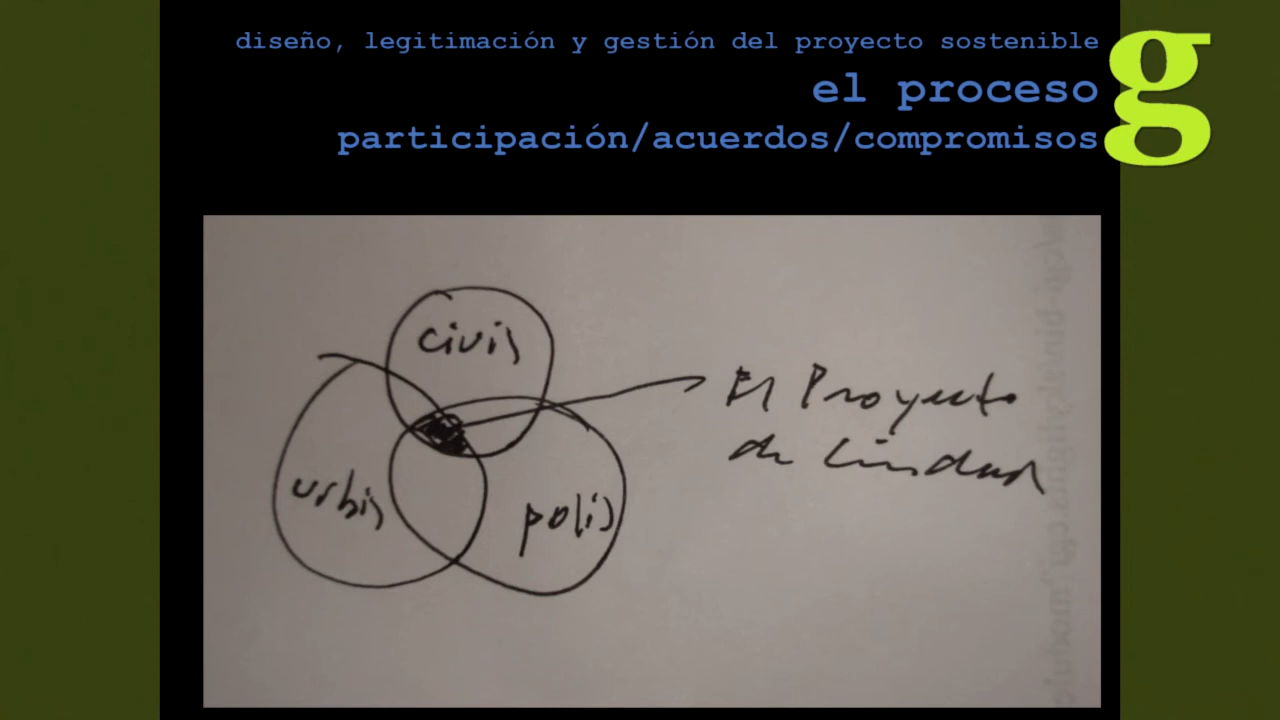 diseño, legitimación y gestión del proyecto sostenible
el proceso
participación/acuerdos/compromisos
g
civis
urbis
polis
El Proyecto
de Ciudad